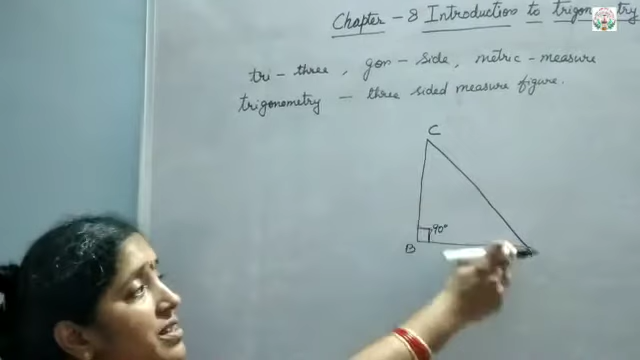 Chapter - 8 Introduction to trigonometry
tri - three, gon - side, metric - measure
trigonometry - three sided measure figure.
C
90°
B